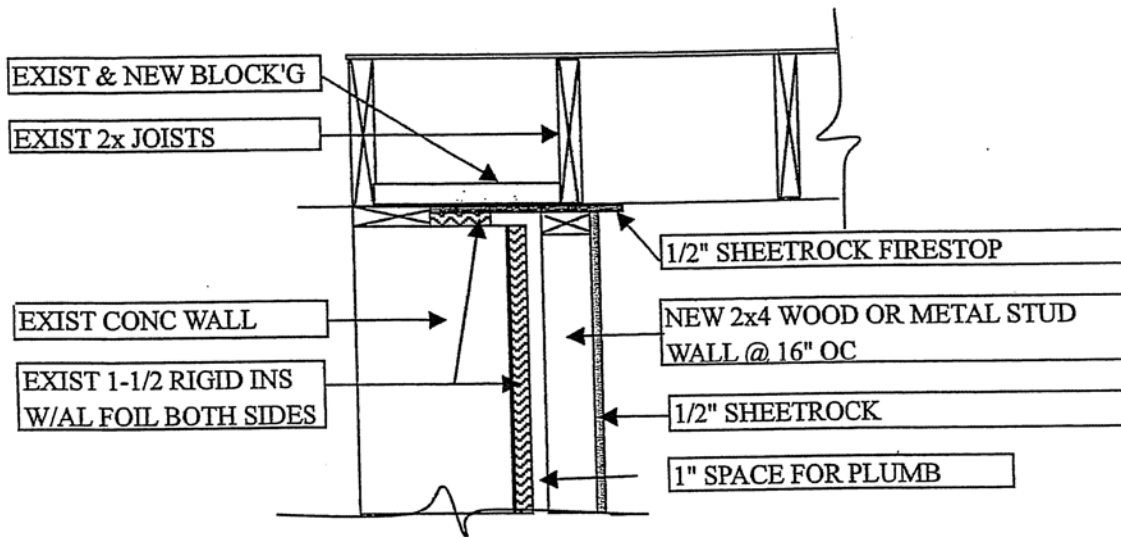 EXIST & NEW BLOCK'G
EXIST 2x JOISTS
EXIST CONC WALL
EXIST 1-1/2 RIGID INS
W/AL FOIL BOTH SIDES
1/2" SHEETROCK FIRESTOP
NEW 2x4 WOOD OR METAL STUD
WALL @ 16" OC
1/2" SHEETROCK
1" SPACE FOR PLUMB